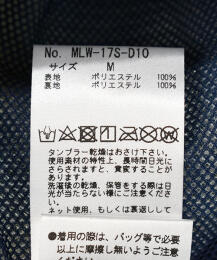 No. MLW-17S-D10
サイズ M
表地 ポリエステル 100%
裏地 ポリエステル 100%
タンブラー乾燥はおさけ下さい。
使用素材の特性上、長時間日光に
さらされますと、黄変することが
あります。
洗濯後の乾燥、保管をする際は日光
が当たらない様にして下さい。
ネット使用、もしくは裏返しして
●着用の際は、バッグ等で必要
以上に摩擦し無いようご注意